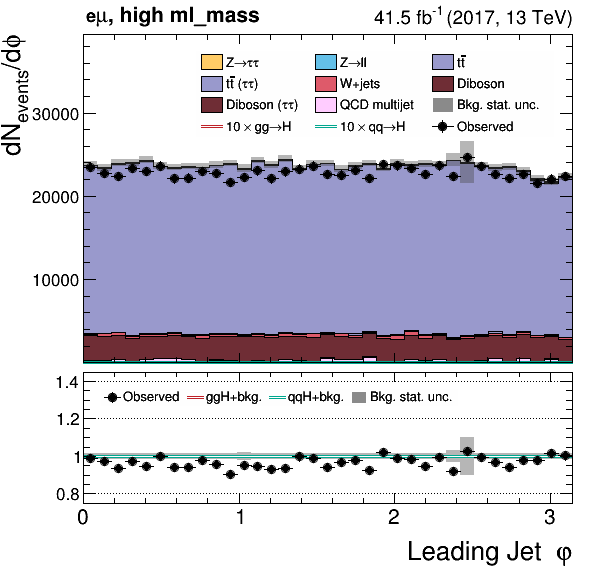 eμ, high ml_mass 41.5 fb⁻¹ (2017, 13 TeV)
dN_events/dϕ
Z→ττ Z→ll tt̄
tt̄ (ττ) W+jets Diboson
Diboson (ττ) QCD multijet Bkg. stat. unc.
10 × gg→H 10 × qq→H Observed
30000
20000
10000
Observed ggH+bkg. qqH+bkg. Bkg. stat. unc.
1.4
1.2
1
0.8
0 1 2 3
Leading Jet φ